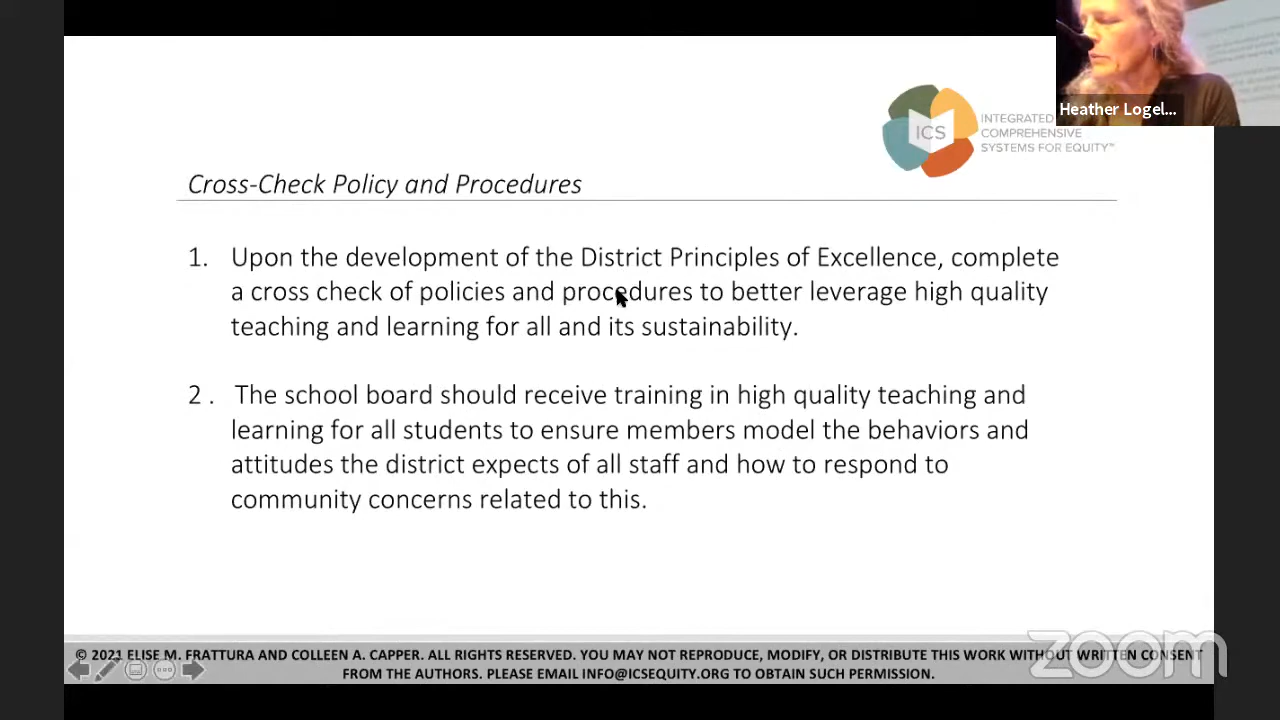 Heather Logel...
ICS
INTEGRATED
COMPREHENSIVE
SYSTEMS FOR EQUITY™
Cross-Check Policy and Procedures
1. Upon the development of the District Principles of Excellence, complete
a cross check of policies and procedures to better leverage high quality
teaching and learning for all and its sustainability.
2 . The school board should receive training in high quality teaching and
learning for all students to ensure members model the behaviors and
attitudes the district expects of all staff and how to respond to
community concerns related to this.
zoom
© 2021 ELISE M. FRATTURA AND COLLEEN A. CAPPER. ALL RIGHTS RESERVED. YOU MAY NOT REPRODUCE, MODIFY, OR DISTRIBUTE THIS WORK WITHOUT WRITTEN CONSENT
FROM THE AUTHORS. PLEASE EMAIL INFO@ICSEQUITY.ORG TO OBTAIN SUCH PERMISSION.